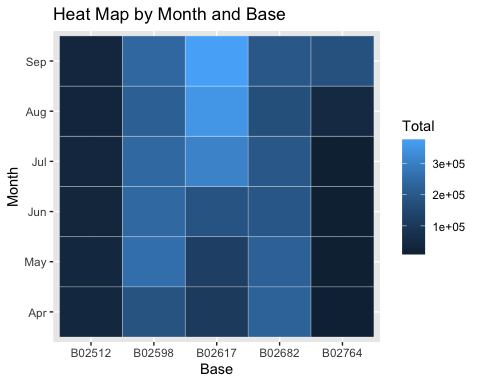 Heat Map by Month and Base
Sep
Aug
Jul
Jun
May
Apr
Month
B02512 B02598 B02617 B02682 B02764
Base
Total
3e+05
2e+05
1e+05